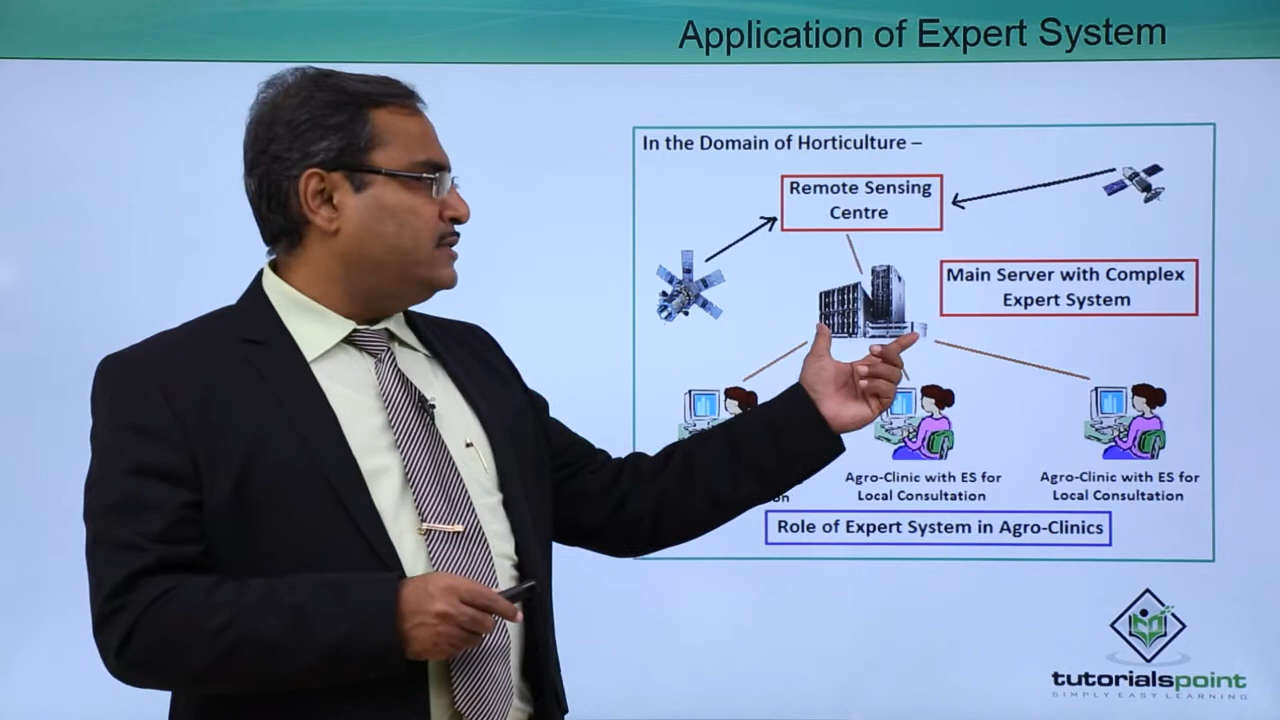 Application of Expert System
In the Domain of Horticulture –
Remote Sensing
Centre
Main Server with Complex
Expert System
Agro-Clinic with ES for
Local Consultation
Agro-Clinic with ES for
Local Consultation
Role of Expert System in Agro-Clinics
tutorialspoint
SIMPLY EASY LEARNING